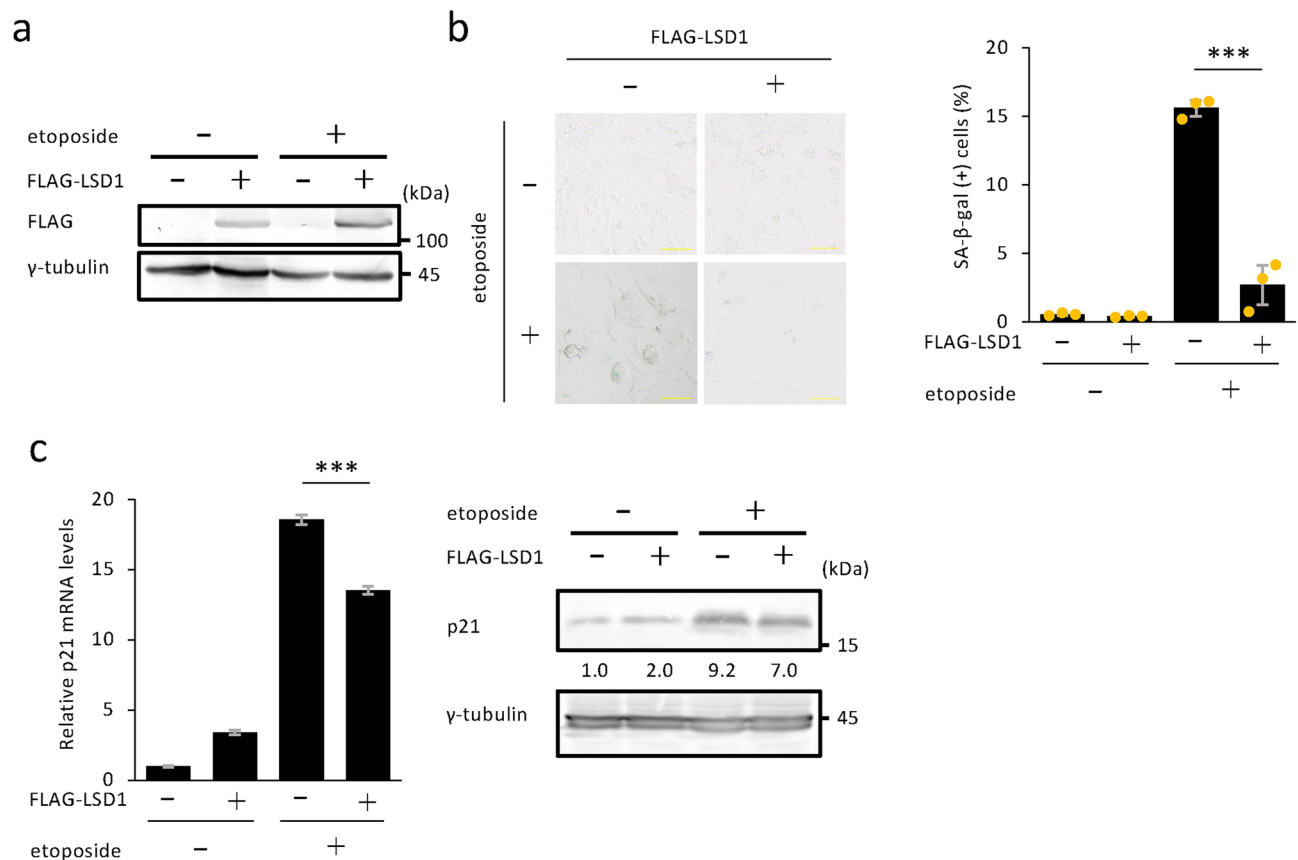 a
etoposide
− +
FLAG-LSD1
− + − +
(kDa)
FLAG
100
γ-tubulin
45
b
FLAG-LSD1
− +
etoposide
−
+
SA-β-gal (+) cells (%)
20
15
10
5
0
***
FLAG-LSD1
− + − +
etoposide
− +
c
Relative p21 mRNA levels
20
15
10
5
0
***
FLAG-LSD1
− + − +
etoposide
− +
etoposide
− +
FLAG-LSD1
− + − +
(kDa)
p21
15
1.0 2.0 9.2 7.0
γ-tubulin
45